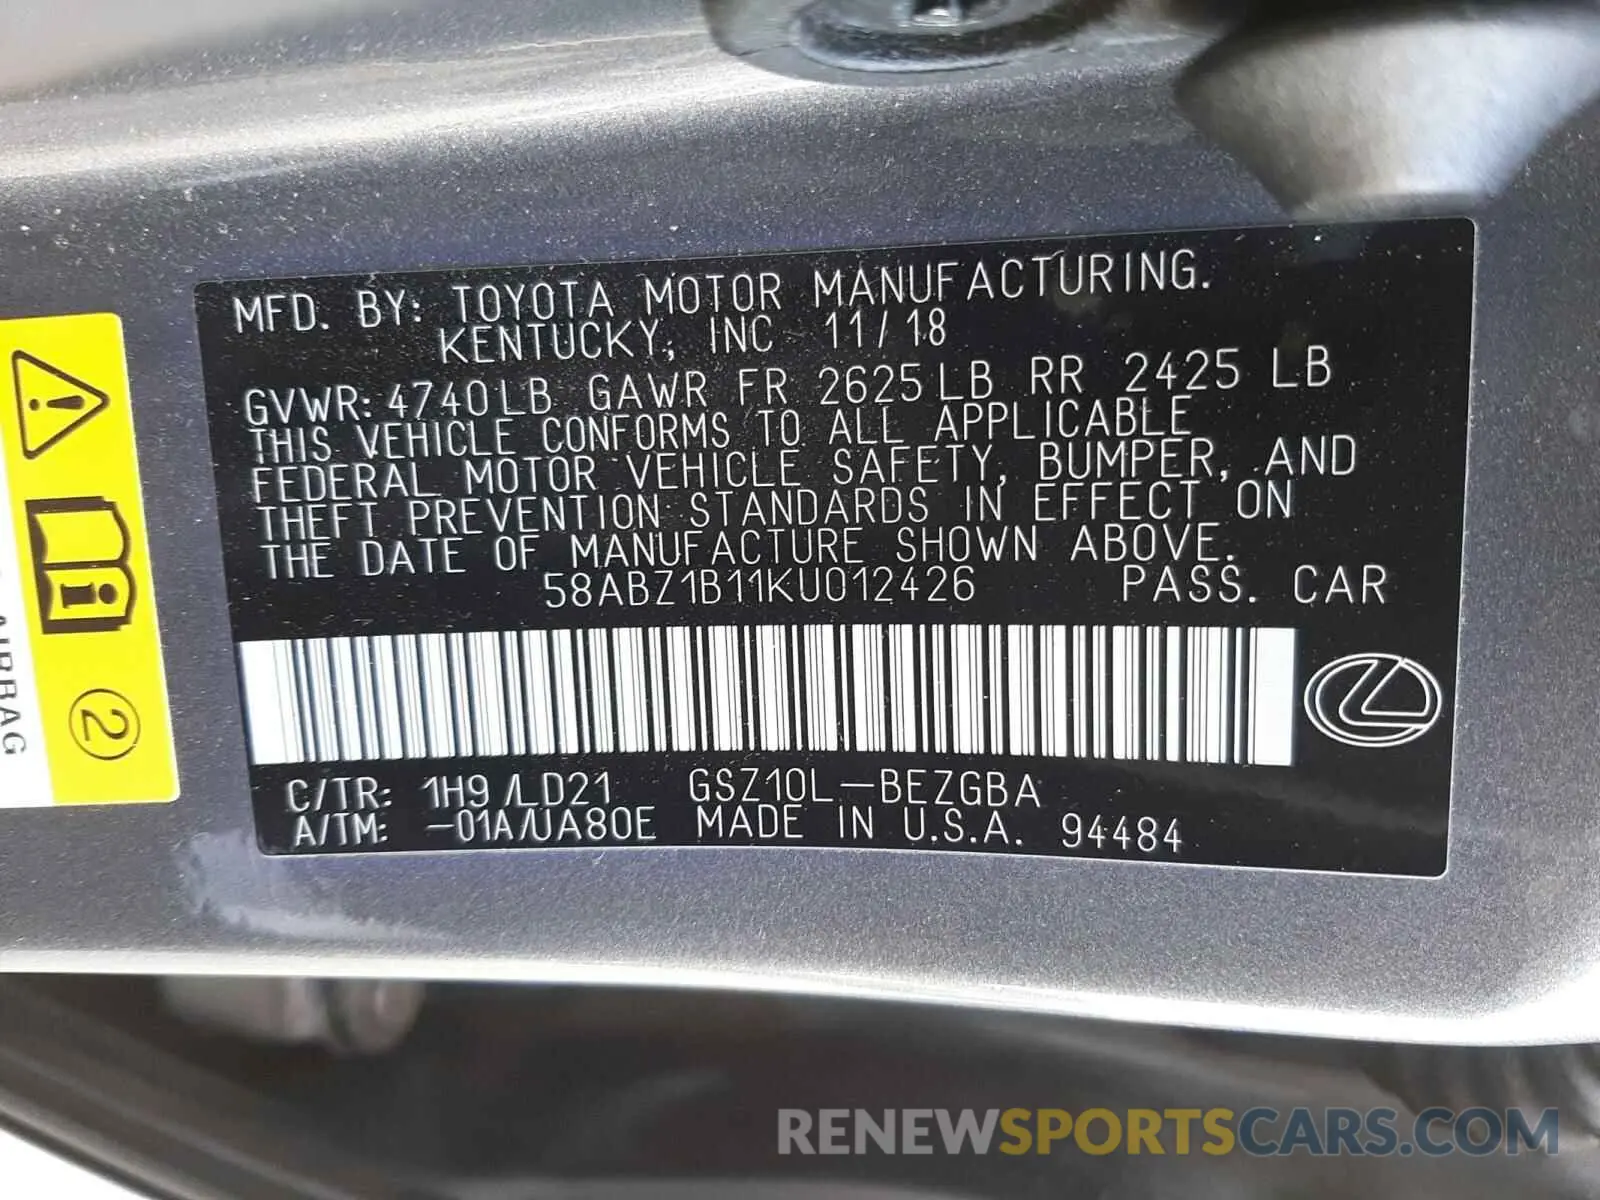 MFD. BY: TOYOTA MOTOR MANUFACTURING.
KENTUCKY, INC 11/18
GVWR: 4740LB GAWR FR 2625LB RR 2425 LB
THIS VEHICLE CONFORMS TO ALL APPLICABLE
FEDERAL MOTOR VEHICLE SAFETY, BUMPER, AND
THEFT PREVENTION STANDARDS IN EFFECT ON
THE DATE OF MANUFACTURE SHOWN ABOVE.
58ABZ1B11KU012426 PASS. CAR
C/TR: 1H9/LD21 GSZ10L-BEZGBA
A/TM: -01A/UA80E MADE IN U.S.A. 94484
2
AIRBAG
RENEWSPORTSCARS.COM